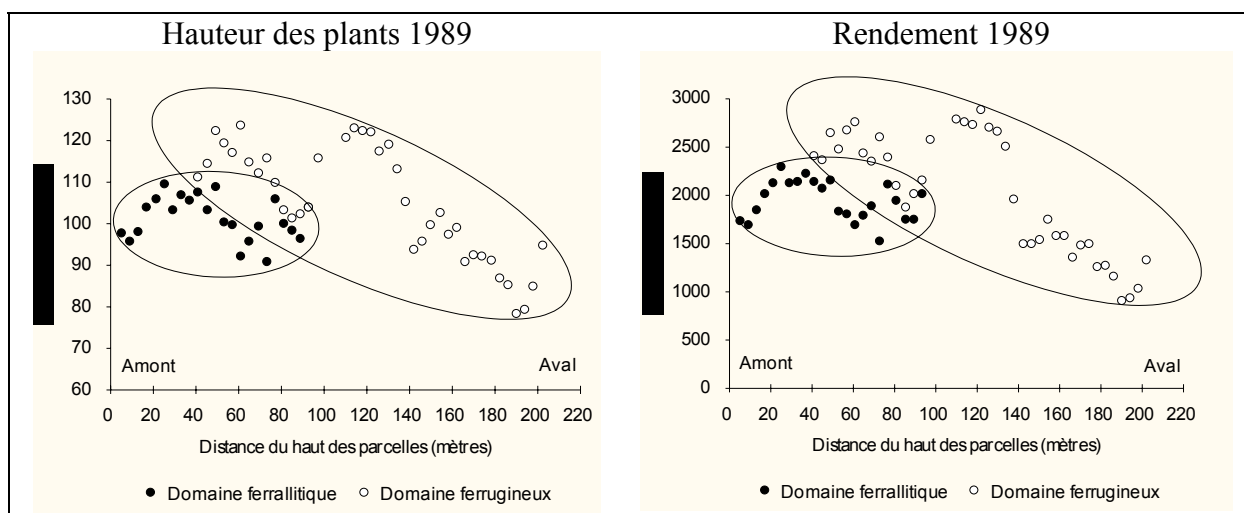 Hauteur des plants 1989
130
120
110
100
90
80
70
60
Amont
Aval
0 20 40 60 80 100 120 140 160 180 200 220
Distance du haut des parcelles (mètres)
Domaine ferrallitique Domaine ferrugineux
Rendement 1989
3000
2500
2000
1500
1000
500
0
Amont
Aval
0 20 40 60 80 100 120 140 160 180 200 220
Distance du haut des parcelles (mètres)
Domaine ferrallitique Domaine ferrugineux